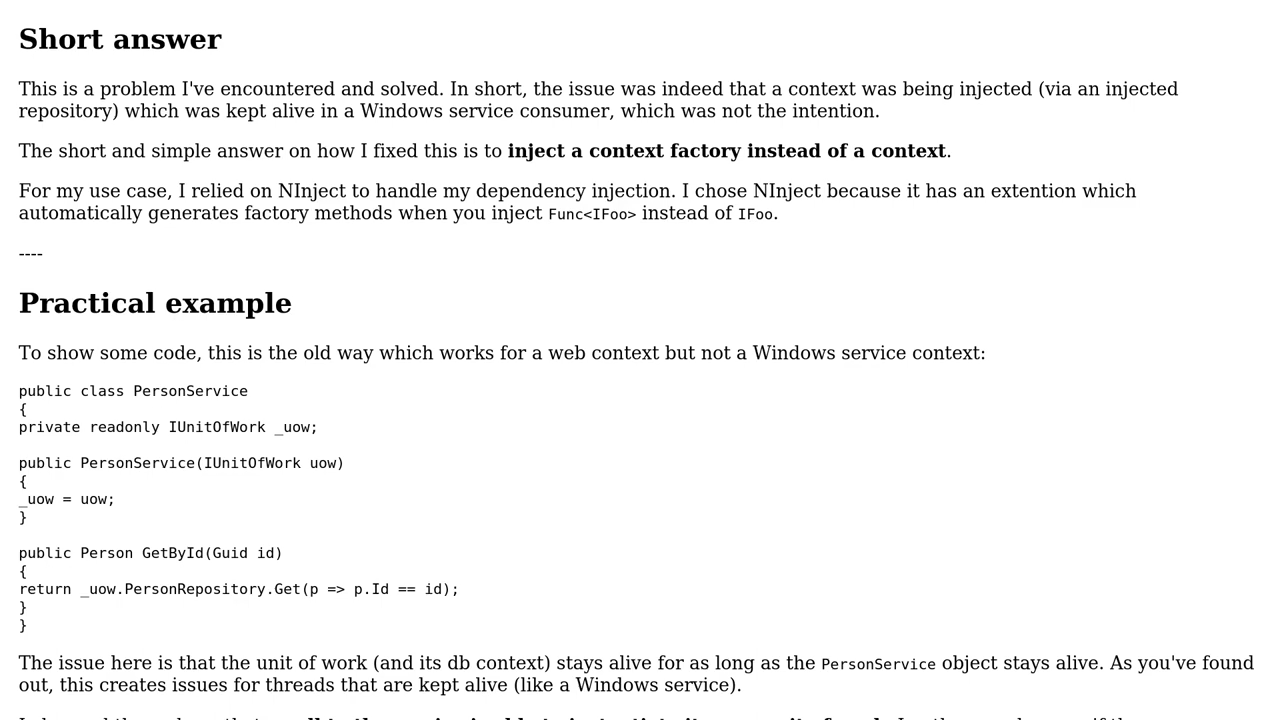 Short answer
This is a problem I've encountered and solved. In short, the issue was indeed that a context was being injected (via an injected
repository) which was kept alive in a Windows service consumer, which was not the intention.
The short and simple answer on how I fixed this is to inject a context factory instead of a context.
For my use case, I relied on NInject to handle my dependency injection. I chose NInject because it has an extention which
automatically generates factory methods when you inject Func<IFoo> instead of IFoo.
----
Practical example
To show some code, this is the old way which works for a web context but not a Windows service context:
public class PersonService
{
private readonly IUnitOfWork _uow;
public PersonService(IUnitOfWork uow)
{
_uow = uow;
}
public Person GetById(Guid id)
{
return _uow.PersonRepository.Get(p => p.Id == id);
}
}
The issue here is that the unit of work (and its db context) stays alive for as long as the PersonService object stays alive. As you've found
out, this creates issues for threads that are kept alive (like a Windows service).